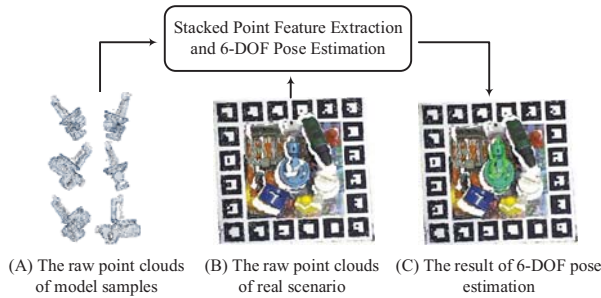 Stacked Point Feature Extraction
and 6-DOF Pose Estimation
(A) The raw point clouds
of model samples
(B) The raw point clouds
of real scenario
(C) The result of 6-DOF pose
estimation